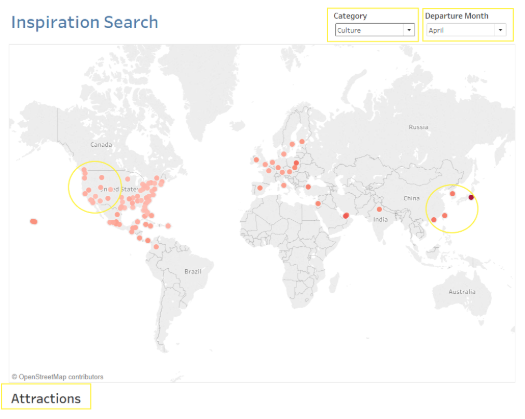 Inspiration Search
Category
Departure Month
Culture
April
Canada
Russia
United States
China
India
Brazil
Australia
© OpenStreetMap contributors
Attractions